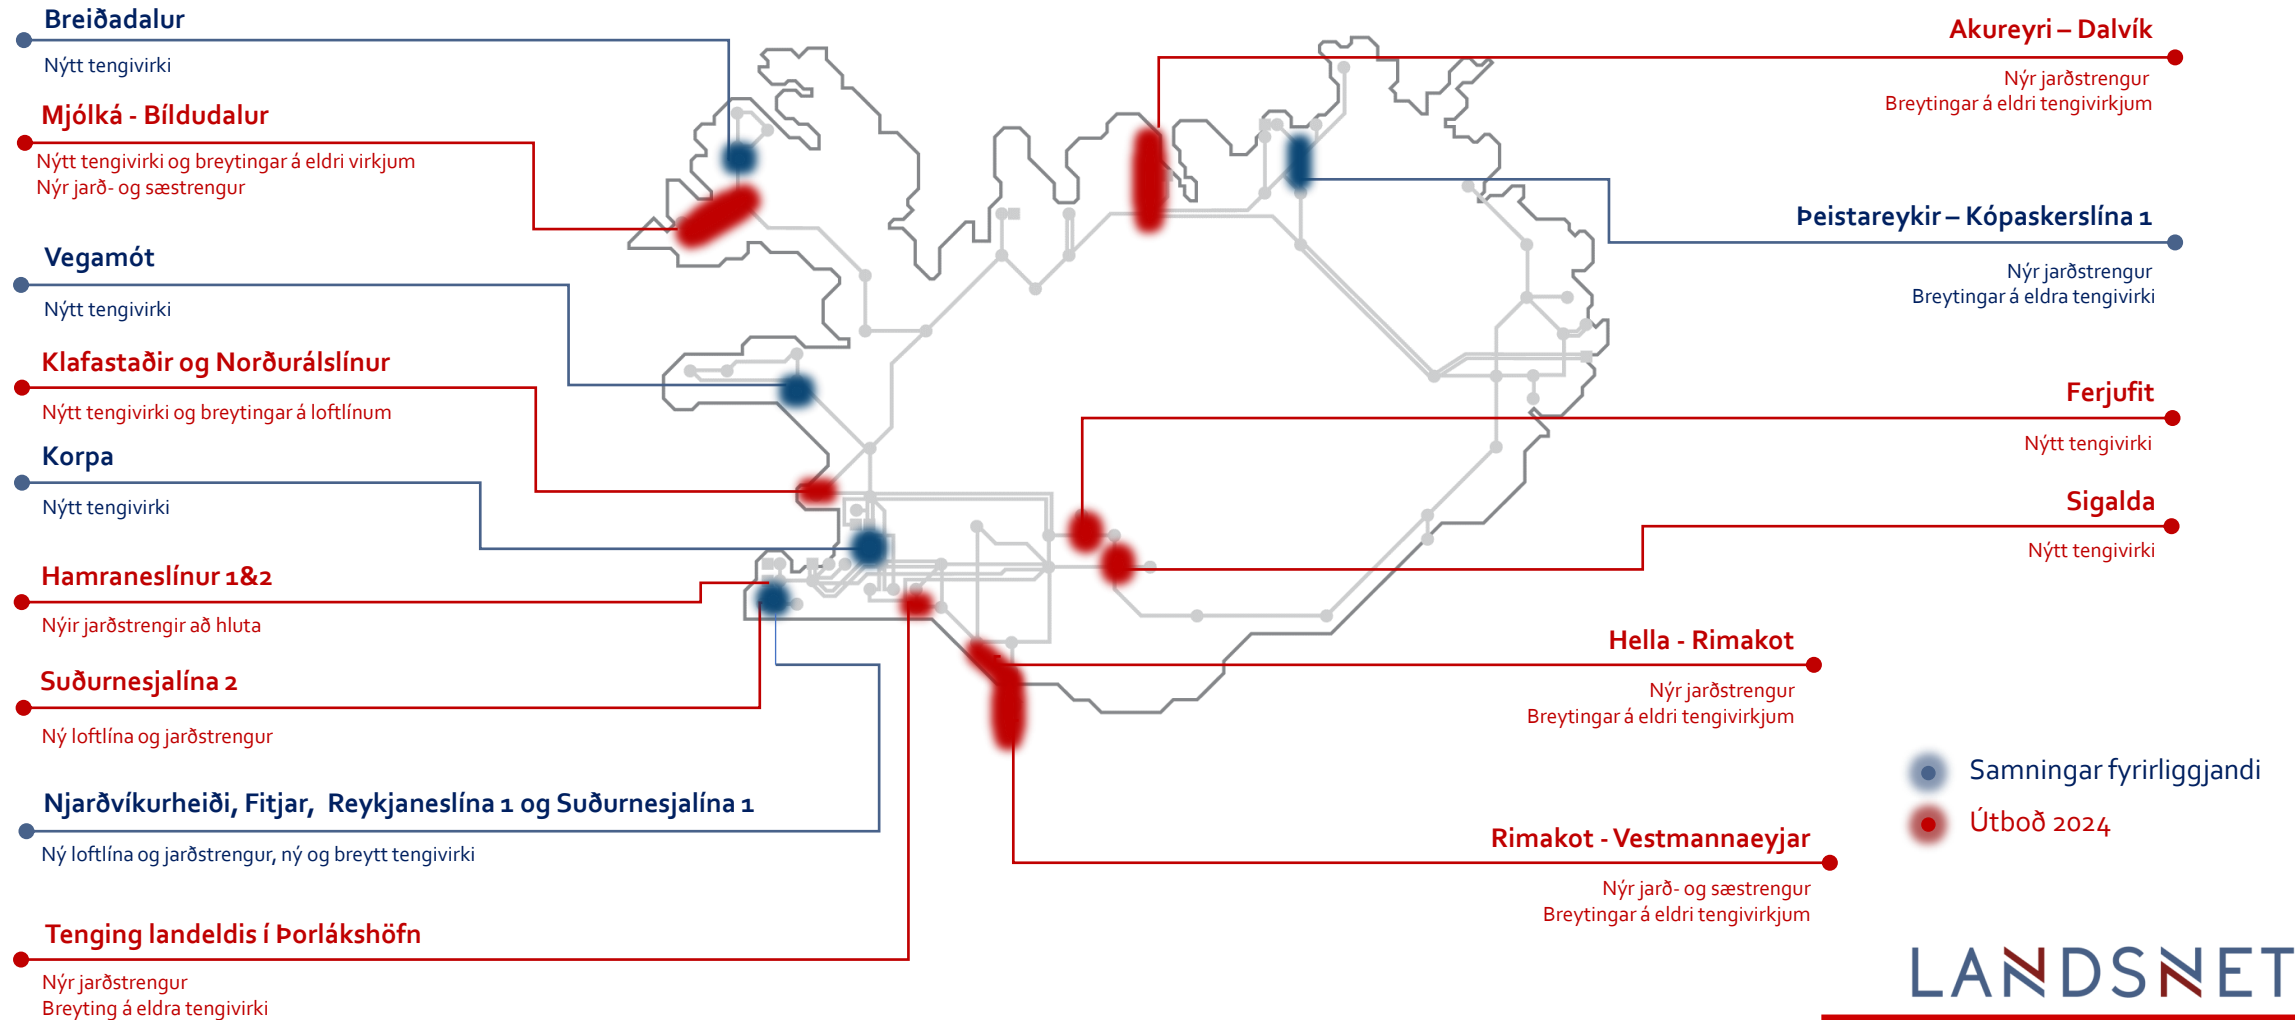 Breiðadalur
Nýtt tengivirki
Mjólká - Bíldudalur
Nýtt tengivirki og breytingar á eldri virkjum
Nýr jarð- og sæstrengur
Vegamót
Nýtt tengivirki
Klafastaðir og Norðurálslínur
Nýtt tengivirki og breytingar á loftlínum
Korpa
Nýtt tengivirki
Hamraneslínur 1&2
Nýir jarðstrengir að hluta
Suðurnesjalína 2
Ný loftlína og jarðstrengur
Njarðvíkurheiði, Fitjar, Reykjaneslína 1 og Suðurnesjalína 1
Ný loftlína og jarðstrengur, ný og breytt tengivirki
Tenging landeldis í Þorlákshöfn
Nýr jarðstrengur
Breyting á eldra tengivirki
Akureyri – Dalvík
Nýr jarðstrengur
Breytingar á eldri tengivirkjum
Þeistareykir – Kópaskerslína 1
Nýr jarðstrengur
Breytingar á eldra tengivirki
Ferjufit
Nýtt tengivirki
Sigalda
Nýtt tengivirki
Hella - Rimakot
Nýr jarðstrengur
Breytingar á eldri tengivirkjum
Rimakot - Vestmannaeyjar
Nýr jarð- og sæstrengur
Breytingar á eldri tengivirkjum
Samningar fyrirliggjandi
Útboð 2024
LANDSNET